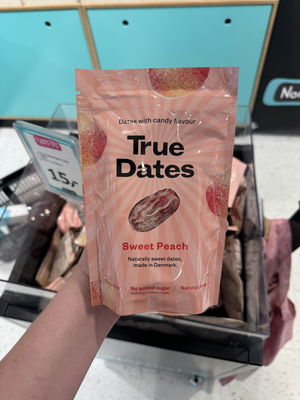 Dates with candy flavour
True
Dates
Sweet Peach
Naturally sweet dates,
made in Denmark.
No added sugar
15,-